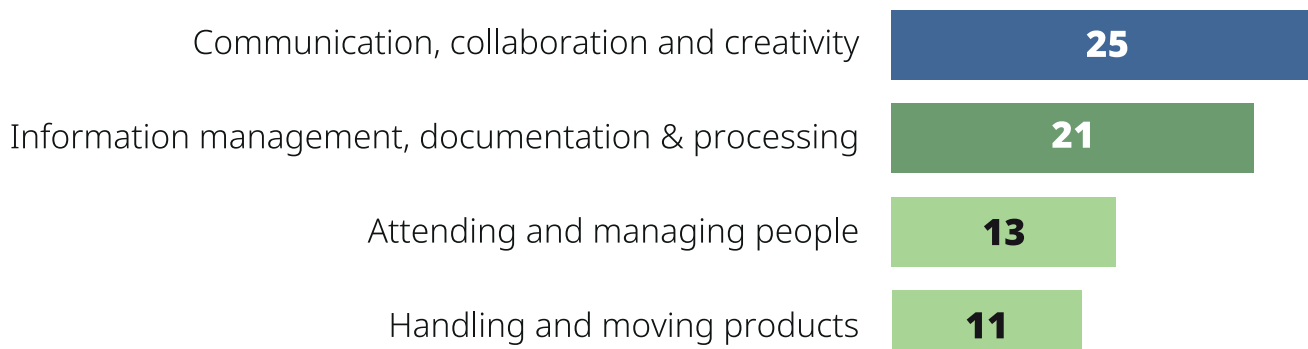 Communication, collaboration and creativity 25
Information management, documentation & processing 21
Attending and managing people 13
Handling and moving products 11